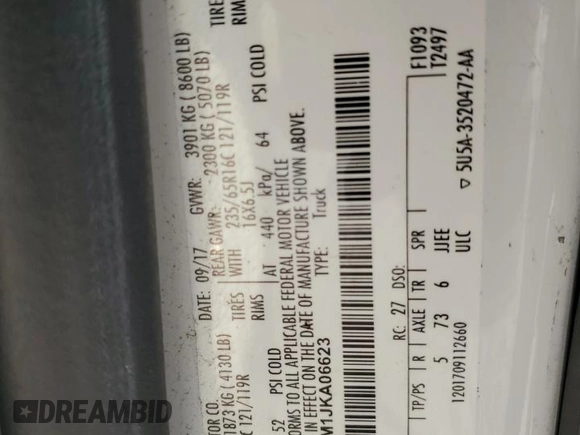 DATE: 09/17 GVWR: 3901 KG ( 8600 LB)
TOR CO.
1873 KG ( 4130 LB) REAR GAWR: 2300 KG ( 5070 LB)
C 121/119R TIRES WITH 235/65R16C 121/119R TIRE
RIMS 16X6.5J RIMS
52 PSI COLD AT 440 kPa/ 64 PSI COLD
ORMS TO ALL APPLICABLE FEDERAL MOTOR VEHICLE
IN EFFECT ON THE DATE OF MANUFACTURE SHOWN ABOVE.
M1JKA06623 TYPE: Truck
RC: 27 DSO: F1093
T2497
TP/PS R AXLE TR SPR
5 73 6 JJEE
ULC ▽ 5U5A-3520472-AA
1201709112660
DEALER AUCTION HISTORY